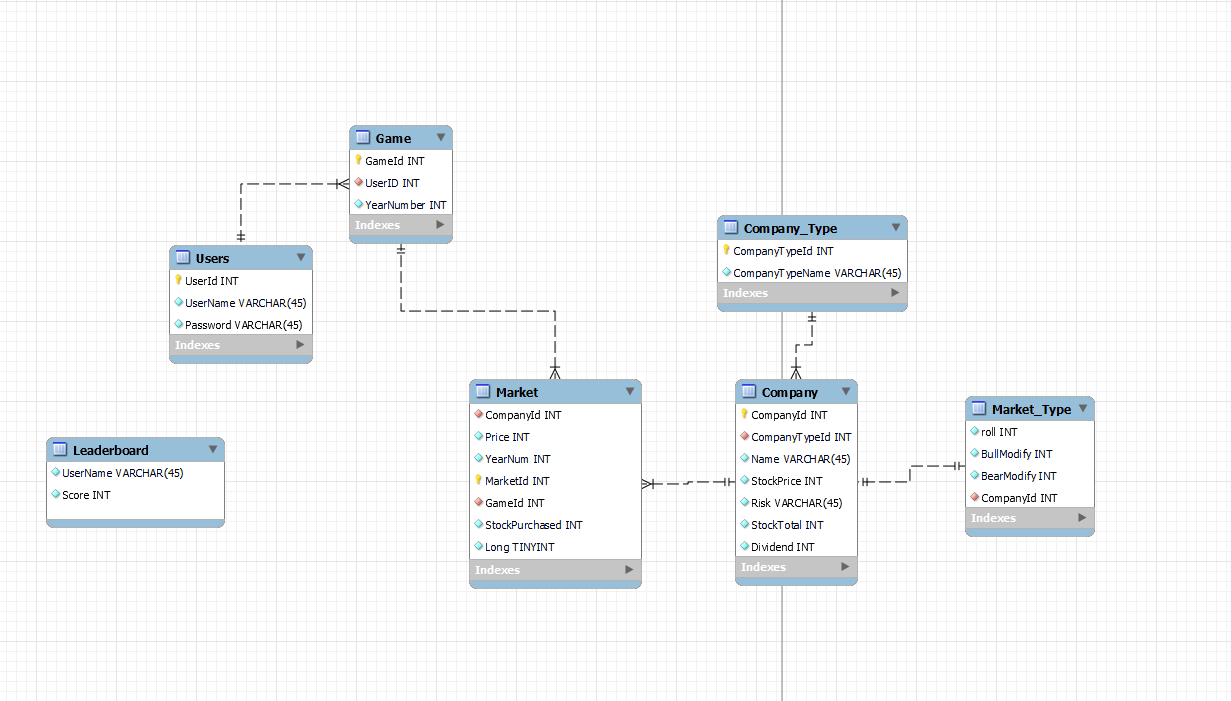 Game
GameId INT
UserID INT
YearNumber INT
Indexes
Users
UserId INT
UserName VARCHAR(45)
Password VARCHAR(45)
Indexes
Company_Type
CompanyTypeId INT
CompanyTypeName VARCHAR(45)
Indexes
Leaderboard
UserName VARCHAR(45)
Score INT
Market
CompanyId INT
Price INT
YearNum INT
MarketId INT
GameId INT
StockPurchased INT
Long TINYINT
Indexes
Company
CompanyId INT
CompanyTypeId INT
Name VARCHAR(45)
StockPrice INT
Risk VARCHAR(45)
StockTotal INT
Dividend INT
Indexes
Market_Type
roll INT
BullModify INT
BearModify INT
CompanyId INT
Indexes